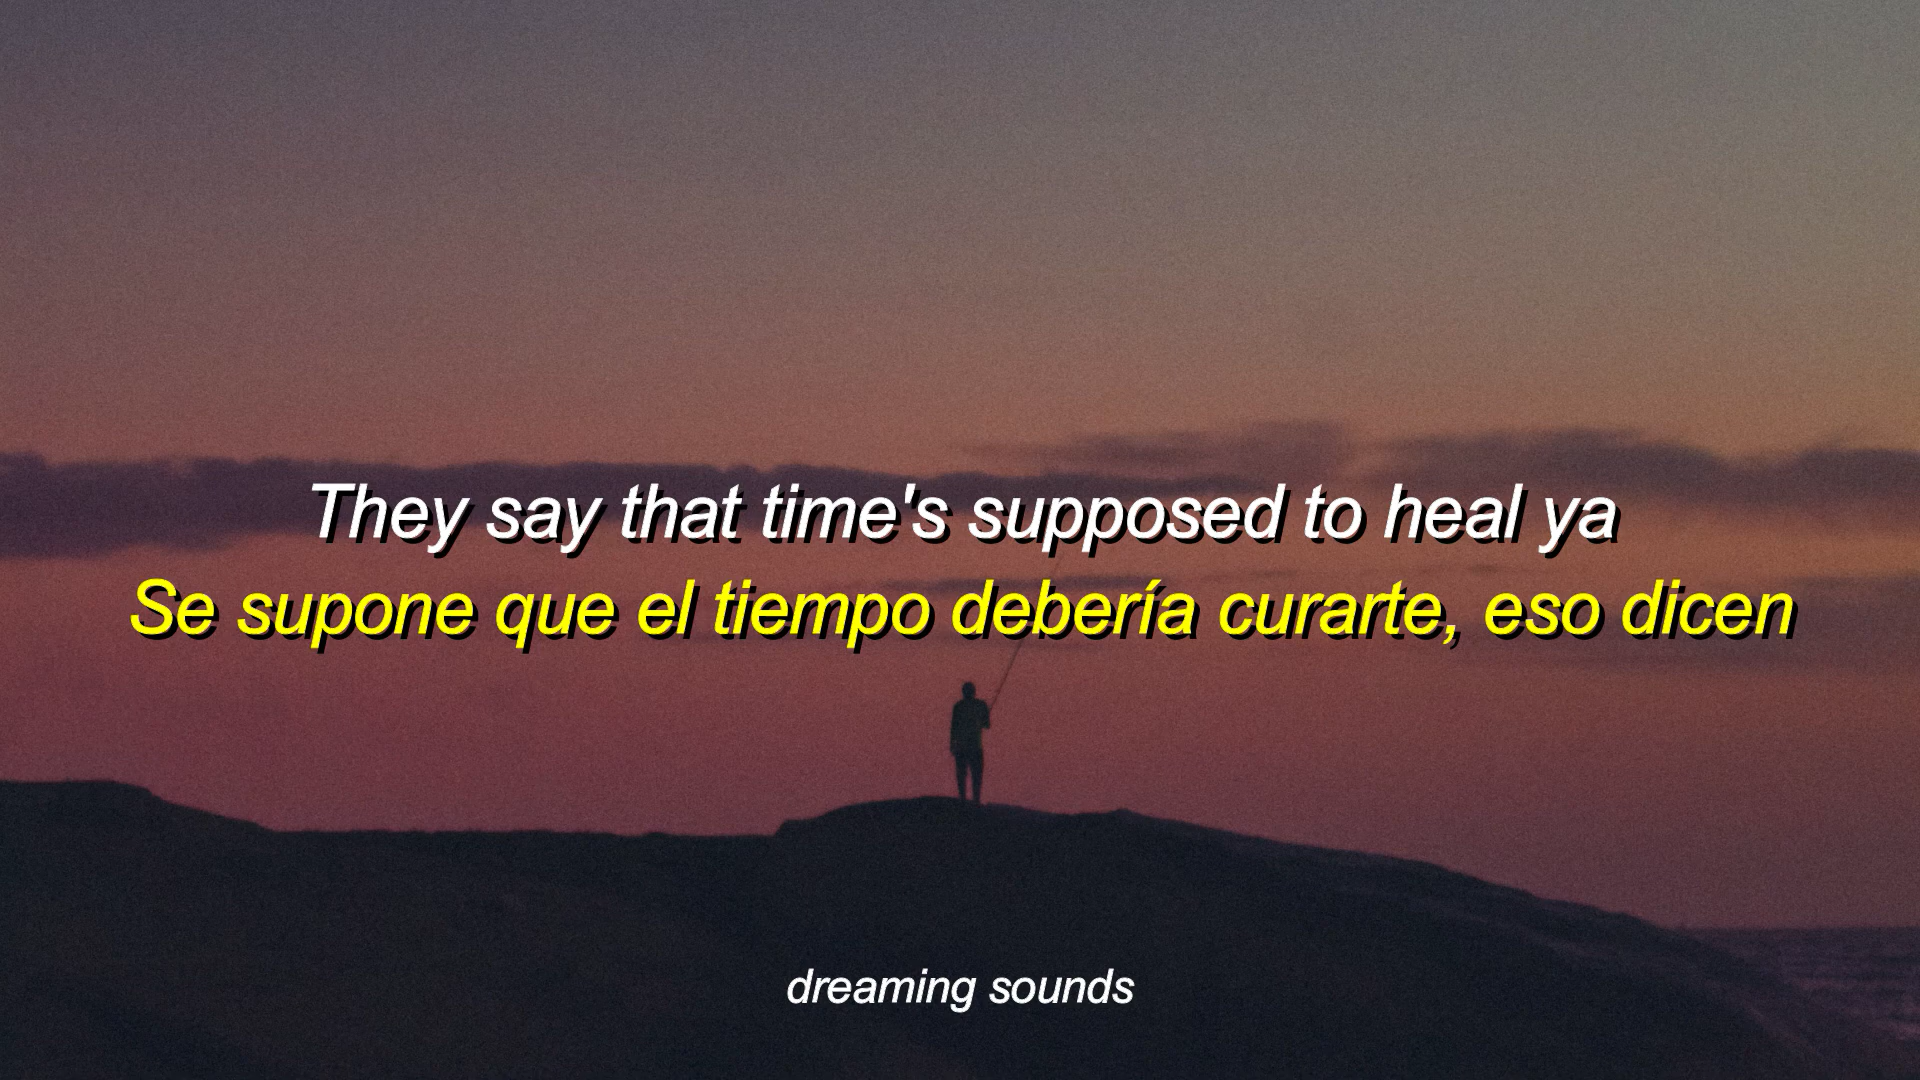 They say that time's supposed to heal ya
Se supone que el tiempo debería curarte, eso dicen
dreaming sounds